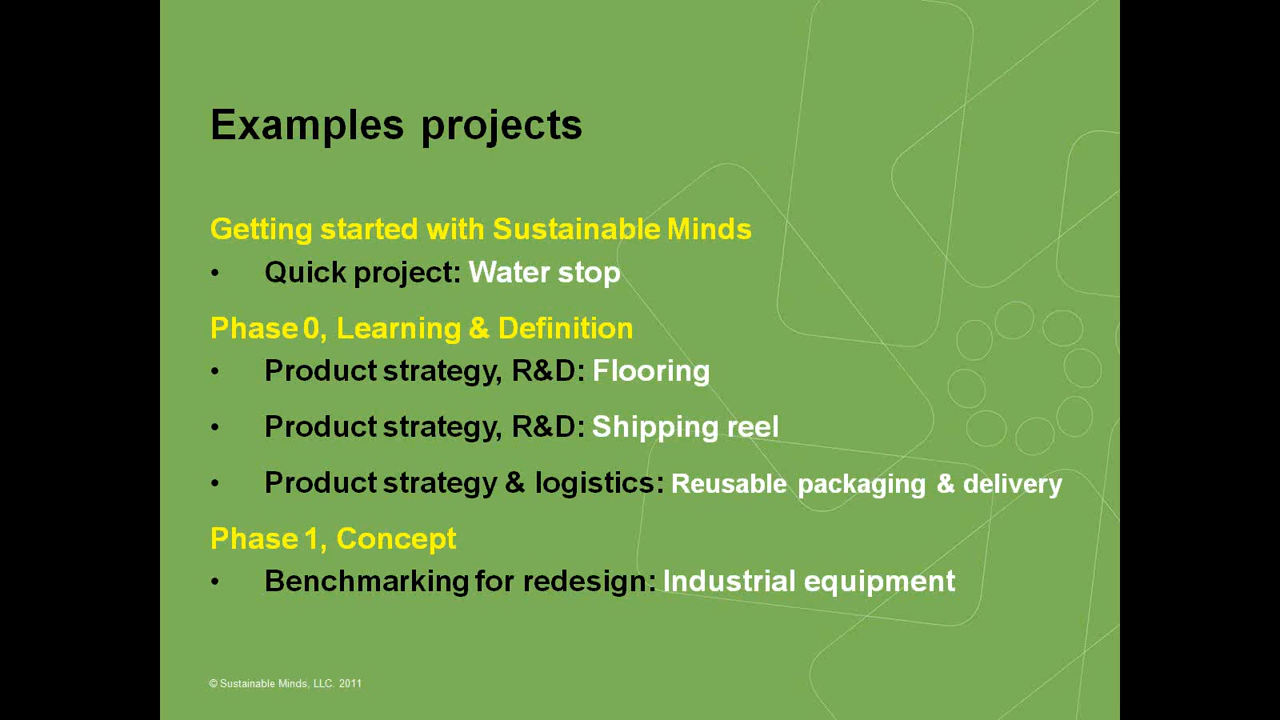 Examples projects
Getting started with Sustainable Minds
• Quick project: Water stop
Phase 0, Learning & Definition
• Product strategy, R&D: Flooring
• Product strategy, R&D: Shipping reel
• Product strategy & logistics: Reusable packaging & delivery
Phase 1, Concept
• Benchmarking for redesign: Industrial equipment
© Sustainable Minds, LLC. 2011